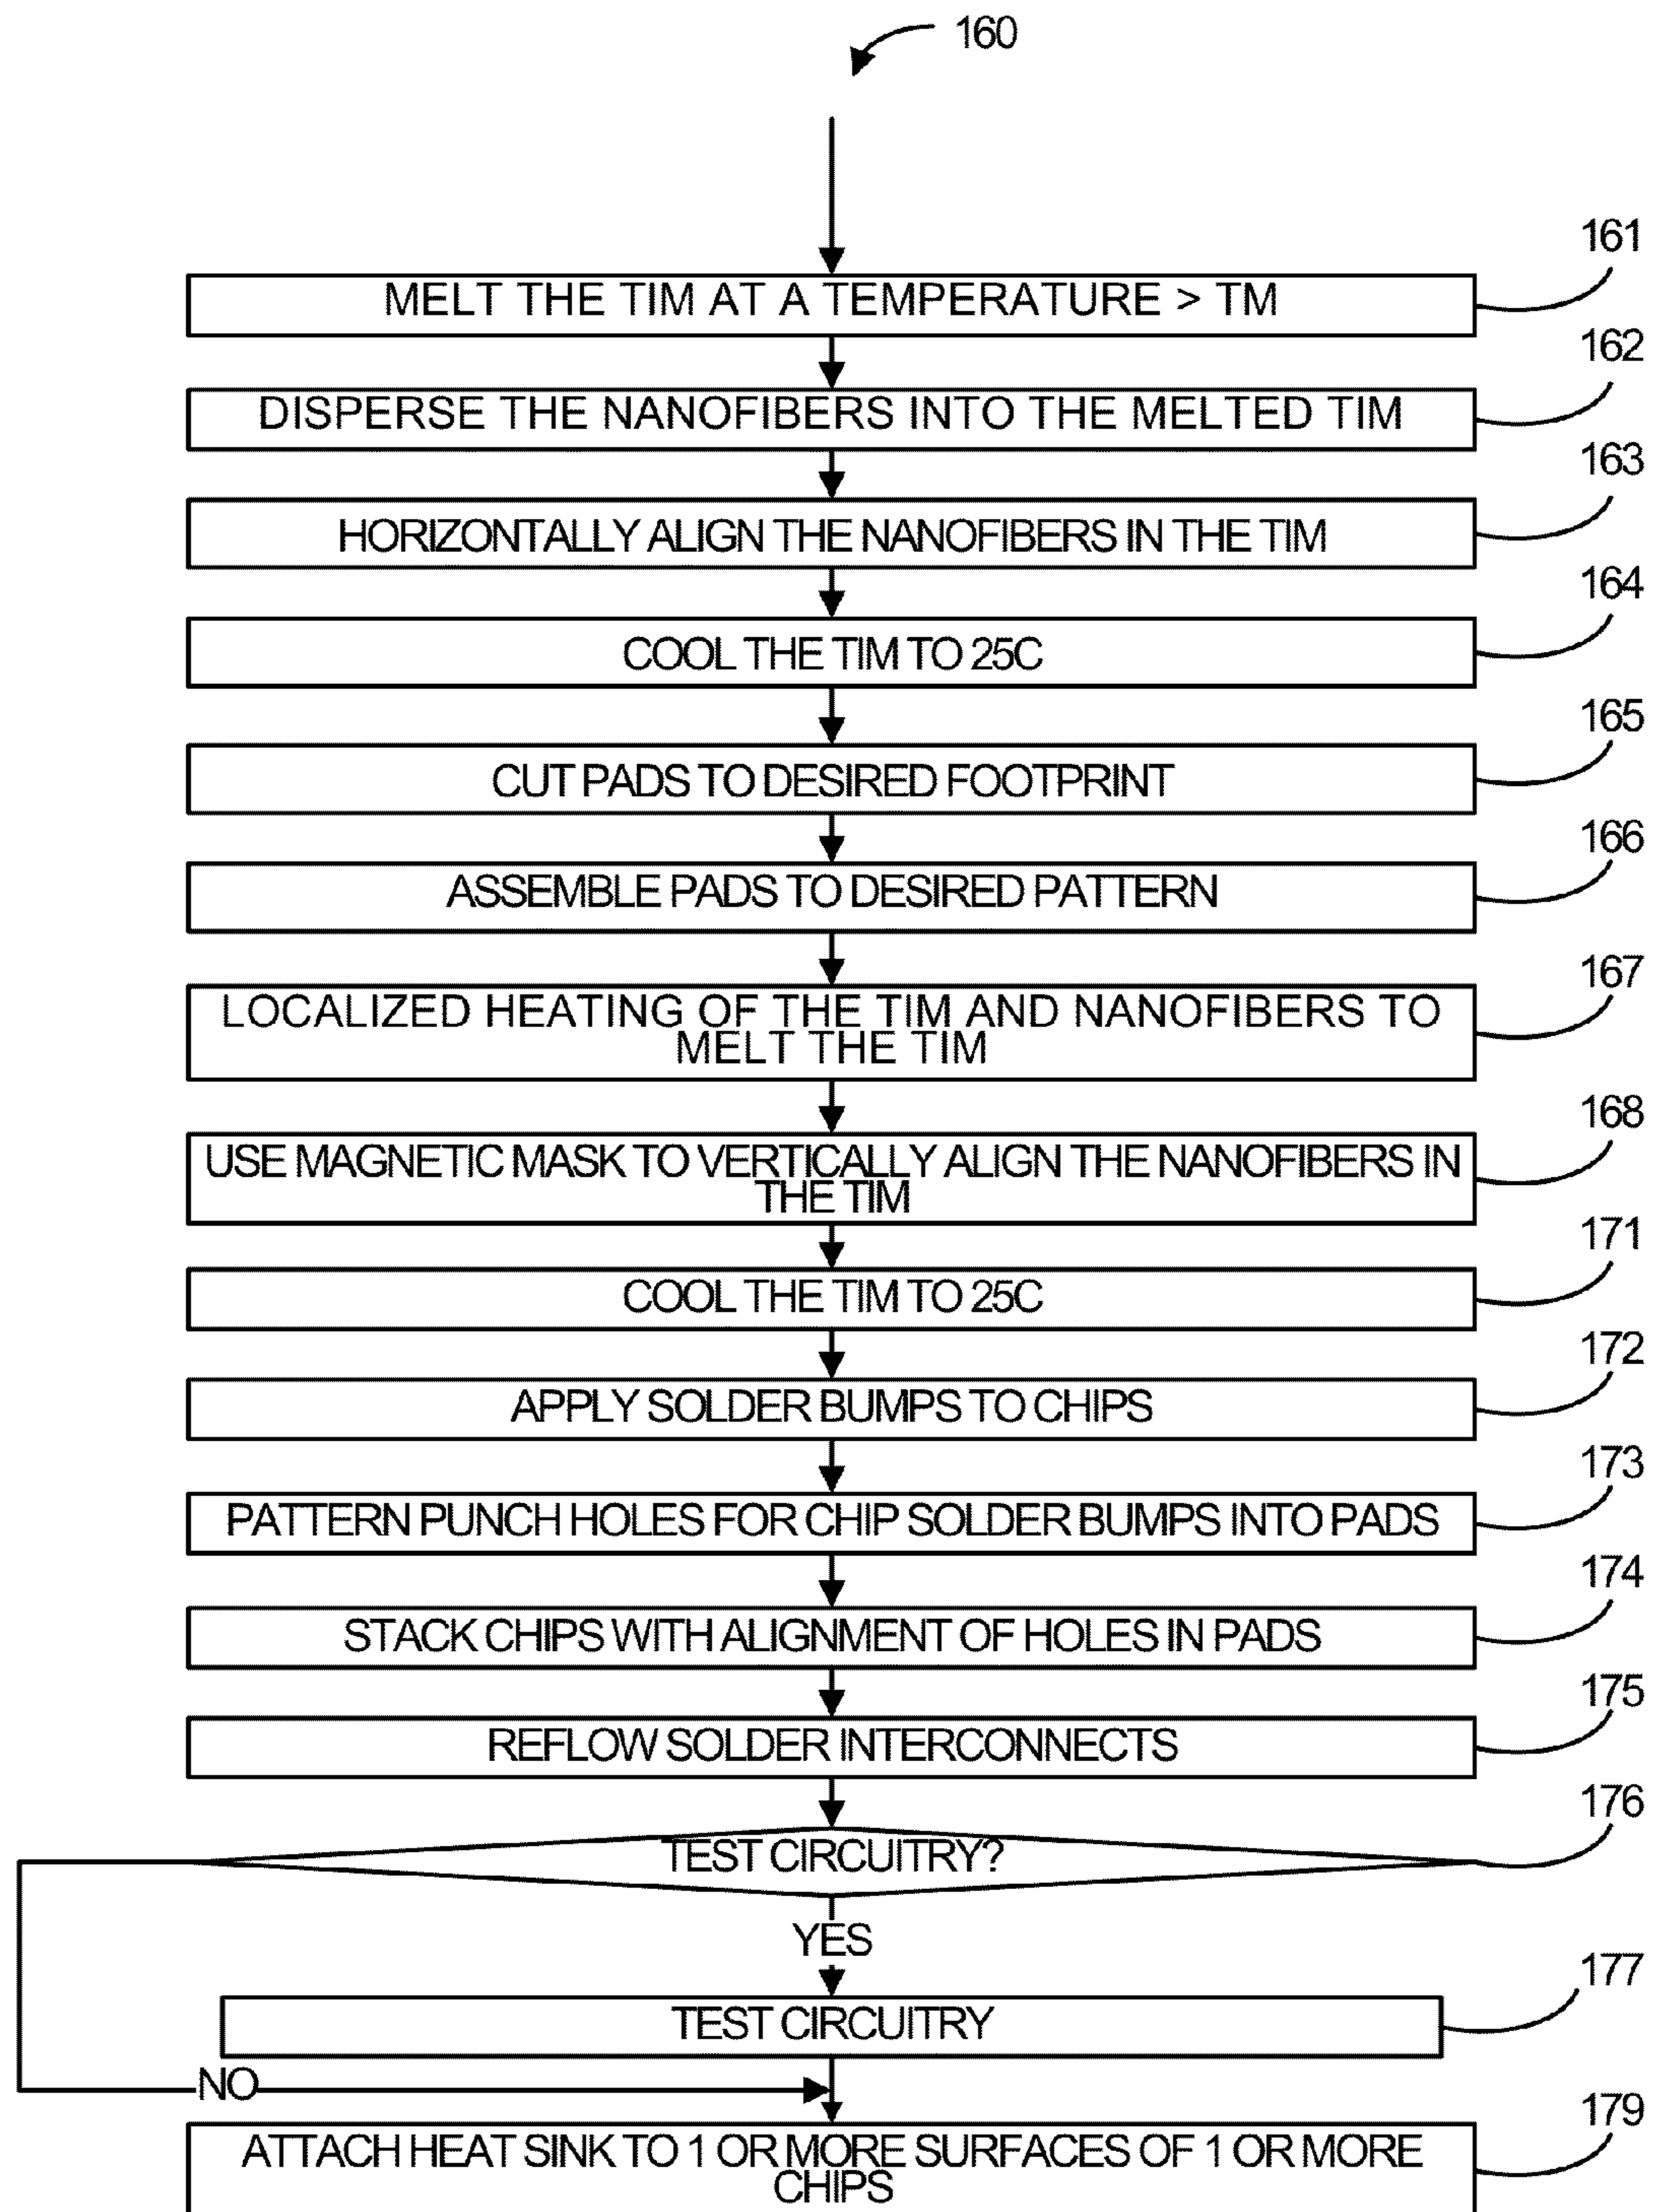 160
161
MELT THE TIM AT A TEMPERATURE > TM
162
DISPERSE THE NANOFIBERS INTO THE MELTED TIM
163
HORIZONTALLY ALIGN THE NANOFIBERS IN THE TIM
164
COOL THE TIM TO 25C
165
CUT PADS TO DESIRED FOOTPRINT
166
ASSEMBLE PADS TO DESIRED PATTERN
167
LOCALIZED HEATING OF THE TIM AND NANOFIBERS TO
MELT THE TIM
168
USE MAGNETIC MASK TO VERTICALLY ALIGN THE NANOFIBERS IN
THE TIM
171
COOL THE TIM TO 25C
172
APPLY SOLDER BUMPS TO CHIPS
173
PATTERN PUNCH HOLES FOR CHIP SOLDER BUMPS INTO PADS
174
STACK CHIPS WITH ALIGNMENT OF HOLES IN PADS
175
REFLOW SOLDER INTERCONNECTS
176
TEST CIRCUITRY?
YES
177
TEST CIRCUITRY
NO
179
ATTACH HEAT SINK TO 1 OR MORE SURFACES OF 1 OR MORE
CHIPS